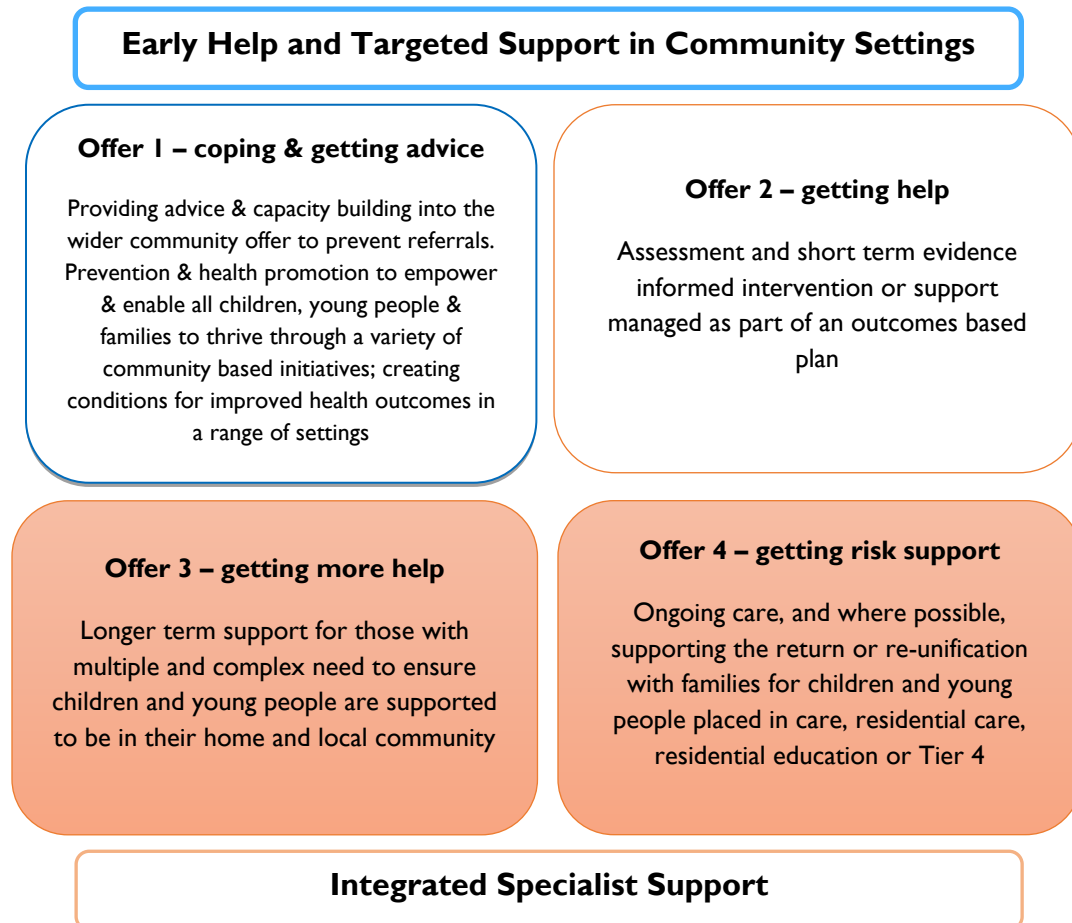 Early Help and Targeted Support in Community Settings
Offer 1 – coping & getting advice
Providing advice & capacity building into the
wider community offer to prevent referrals.
Prevention & health promotion to empower
& enable all children, young people &
families to thrive through a variety of
community based initiatives; creating
conditions for improved health outcomes in
a range of settings
Offer 2 – getting help
Assessment and short term evidence
informed intervention or support
managed as part of an outcomes based
plan
Offer 3 – getting more help
Longer term support for those with
multiple and complex need to ensure
children and young people are supported
to be in their home and local community
Offer 4 – getting risk support
Ongoing care, and where possible,
supporting the return or re-unification
with families for children and young
people placed in care, residential care,
residential education or Tier 4
Integrated Specialist Support